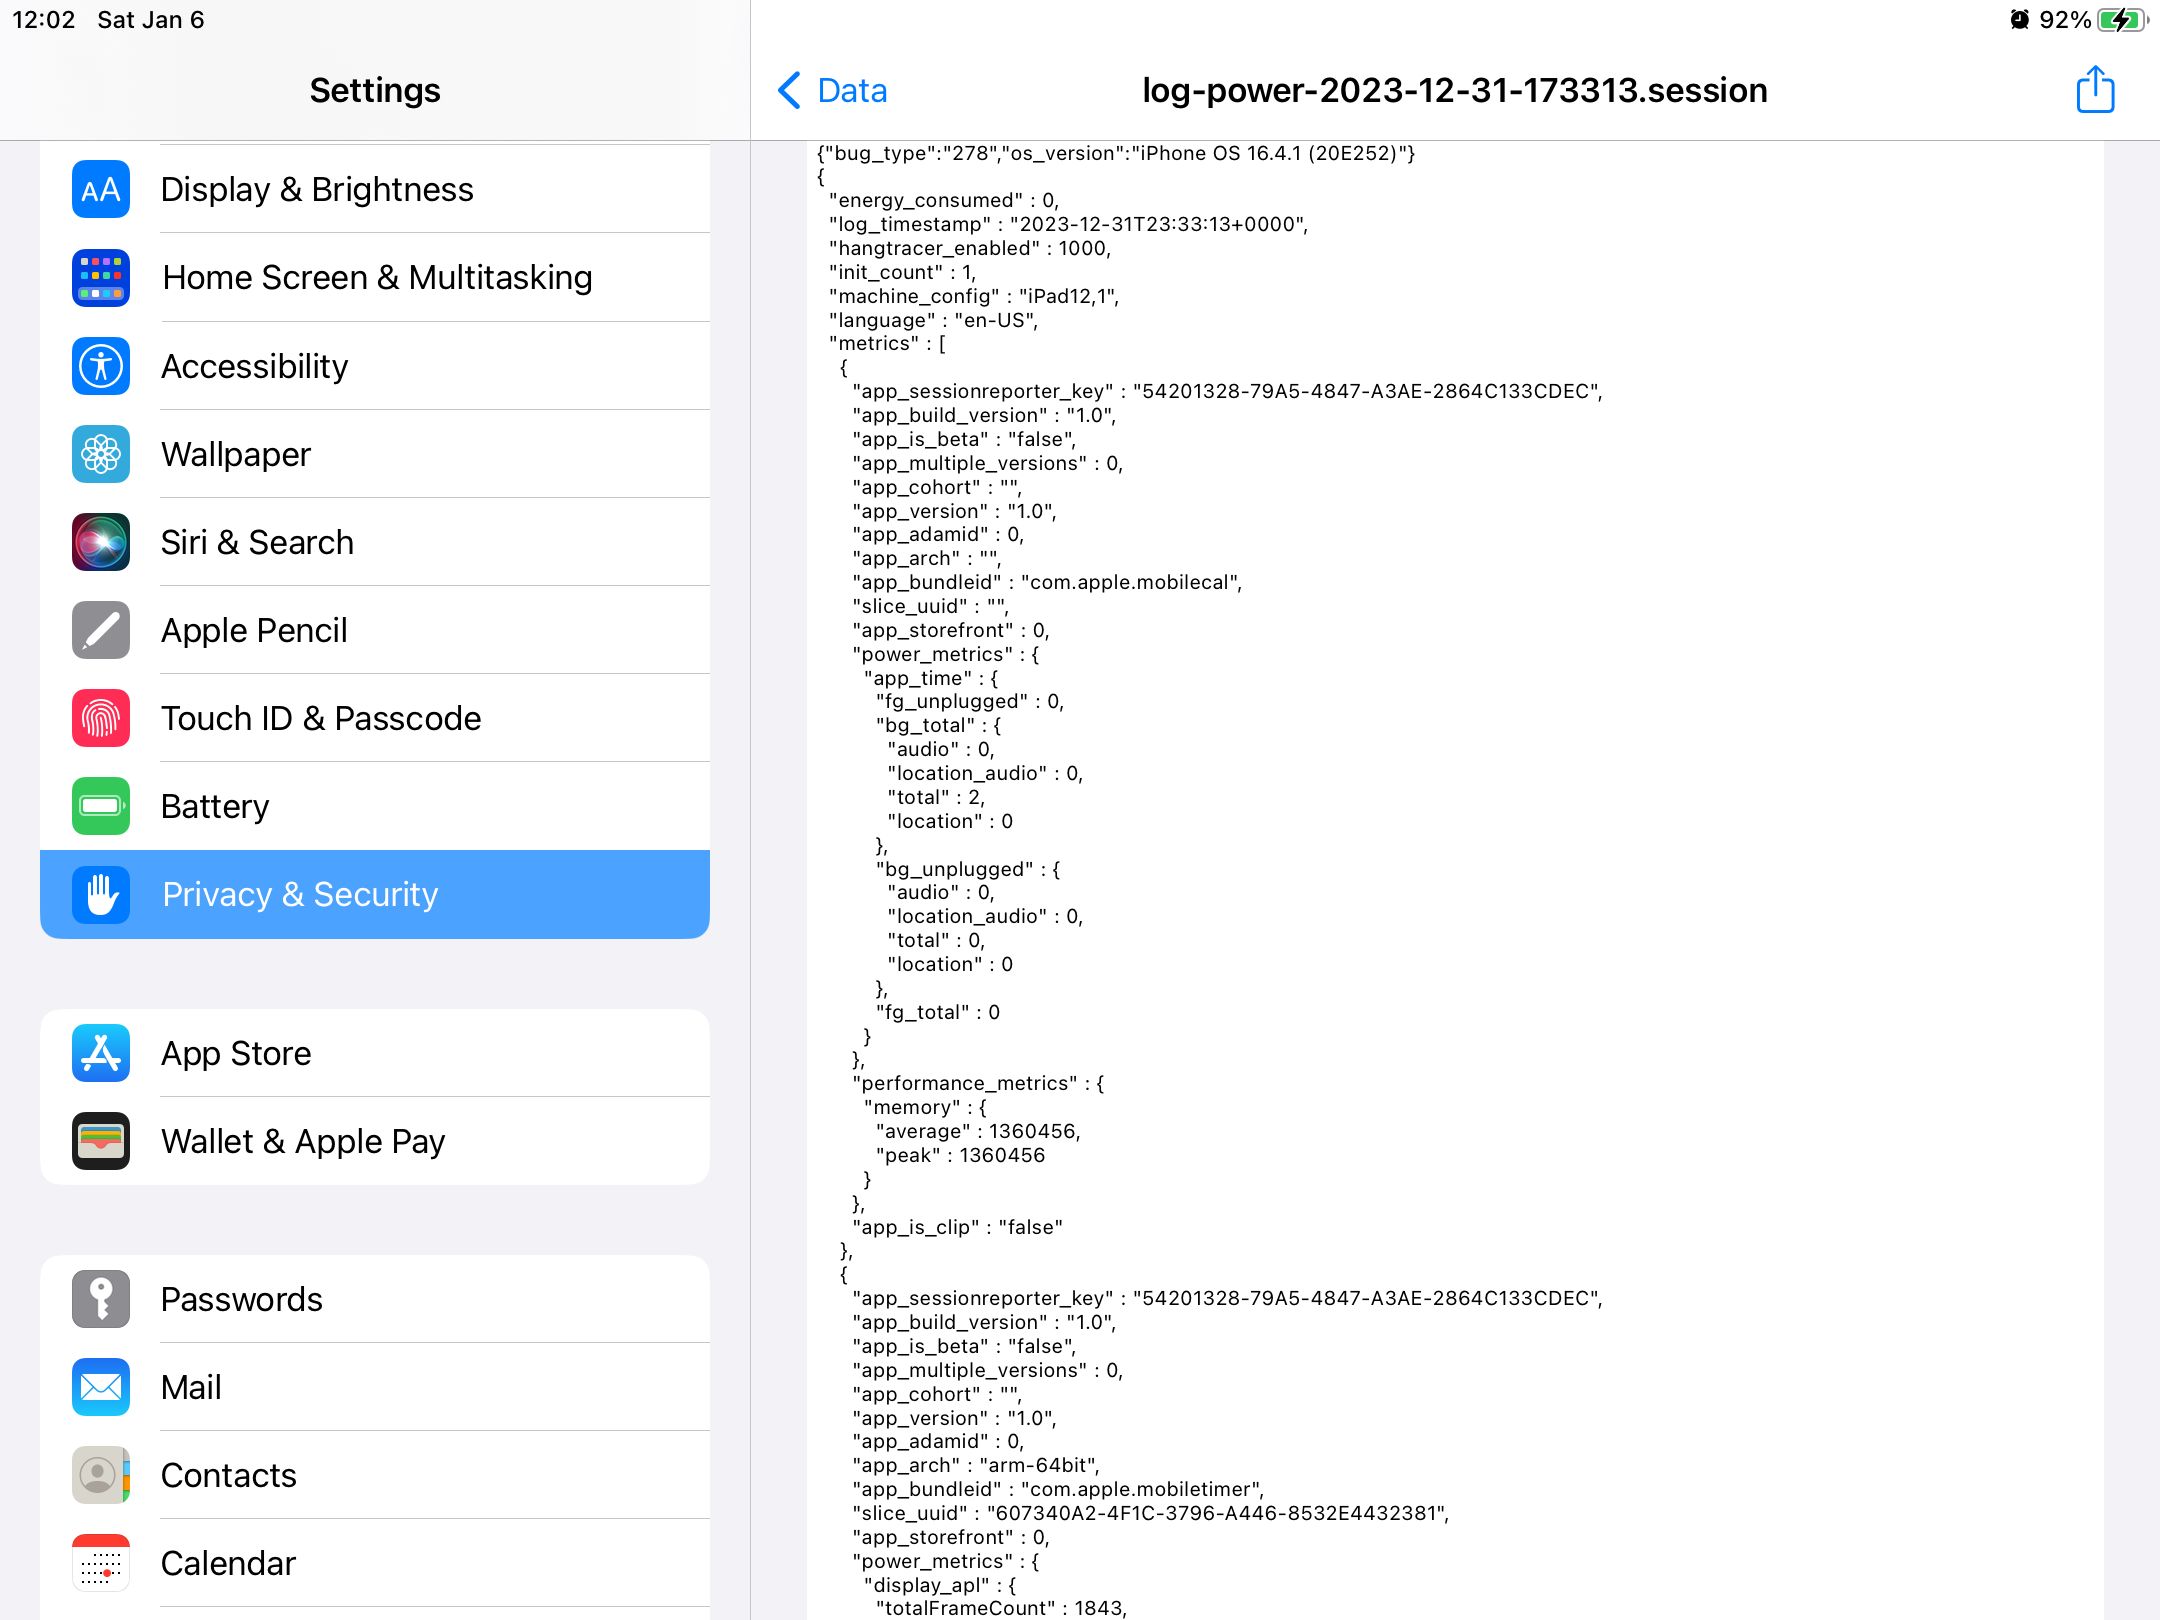 12:02 Sat Jan 6
92%
Settings
Display & Brightness
Home Screen & Multitasking
Accessibility
Wallpaper
Siri & Search
Apple Pencil
Touch ID & Passcode
Battery
Privacy & Security
App Store
Wallet & Apple Pay
Passwords
Mail
Contacts
Calendar
Data
log-power-2023-12-31-173313.session
{"bug_type":"278","os_version":"iPhone OS 16.4.1 (20E252)"}
{
"energy_consumed" : 0,
"log_timestamp" : "2023-12-31T23:33:13+0000",
"hangtracer_enabled" : 1000,
"init_count" : 1,
"machine_config" : "iPad12,1",
"language" : "en-US",
"metrics" : [
{
"app_sessionreporter_key" : "54201328-79A5-4847-A3AE-2864C133CDEC",
"app_build_version" : "1.0",
"app_is_beta" : "false",
"app_multiple_versions" : 0,
"app_cohort" : "",
"app_version" : "1.0",
"app_adamid" : 0,
"app_arch" : "",
"app_bundleid" : "com.apple.mobilecal",
"slice_uuid" : "",
"app_storefront" : 0,
"power_metrics" : {
"app_time" : {
"fg_unplugged" : 0,
"bg_total" : {
"audio" : 0,
"location_audio" : 0,
"total" : 2,
"location" : 0
},
"bg_unplugged" : {
"audio" : 0,
"location_audio" : 0,
"total" : 0,
"location" : 0
},
"fg_total" : 0
}
},
"performance_metrics" : {
"memory" : {
"average" : 1360456,
"peak" : 1360456
}
},
"app_is_clip" : "false"
},
{
"app_sessionreporter_key" : "54201328-79A5-4847-A3AE-2864C133CDEC",
"app_build_version" : "1.0",
"app_is_beta" : "false",
"app_multiple_versions" : 0,
"app_cohort" : "",
"app_version" : "1.0",
"app_adamid" : 0,
"app_arch" : "arm-64bit",
"app_bundleid" : "com.apple.mobiletimer",
"slice_uuid" : "607340A2-4F1C-3796-A446-8532E4432381",
"app_storefront" : 0,
"power_metrics" : {
"display_apl" : {
"totalFrameCount" : 1843,